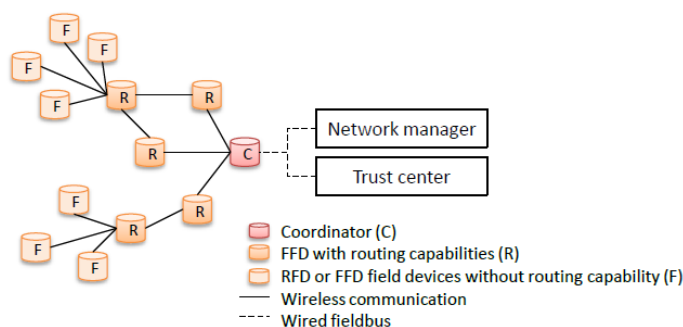 F
F
F
F
R
R
R
C
Network manager
Trust center
F
R
R
F
F
Coordinator (C)
FFD with routing capabilities (R)
RFD or FFD field devices without routing capability (F)
Wireless communication
Wired fieldbus